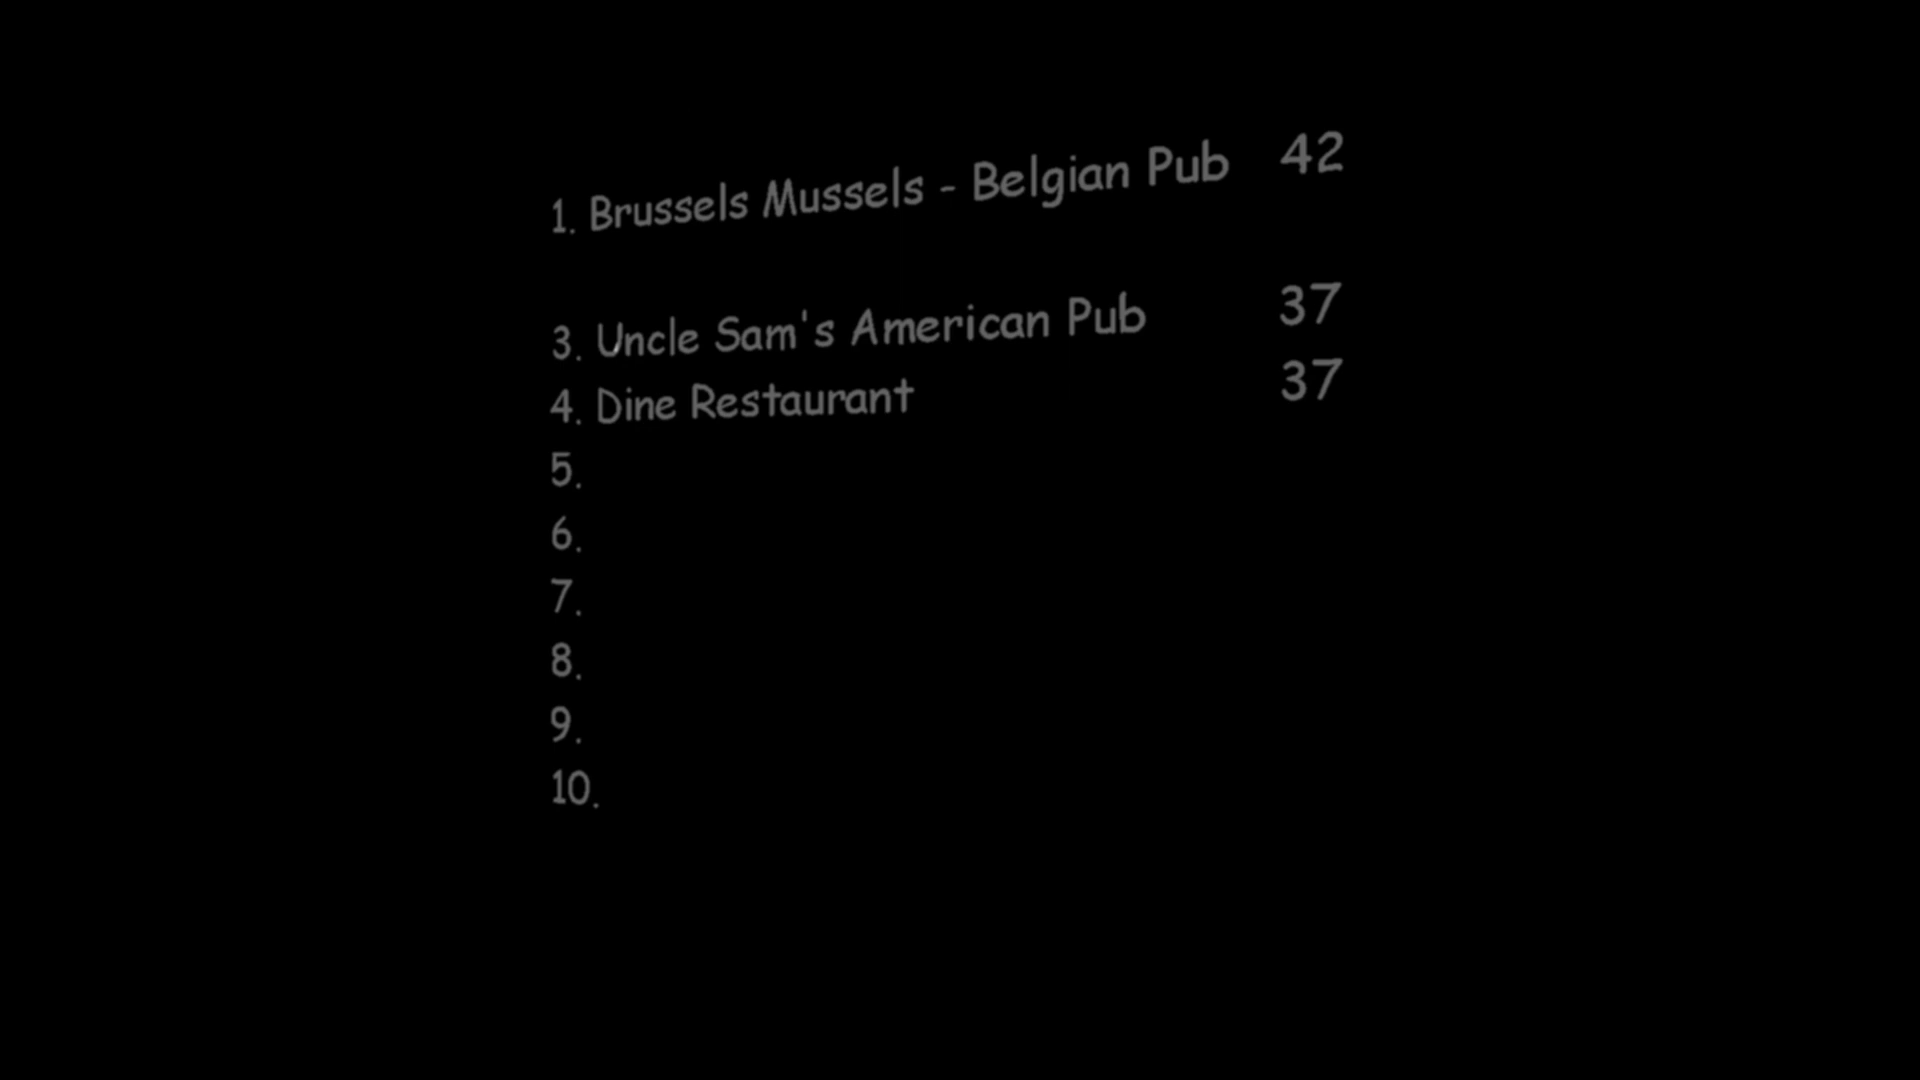 1. Brussels Mussels - Belgian Pub 42
3. Uncle Sam's American Pub 37
4. Dine Restaurant 37
5.
6.
7.
8.
9.
10.